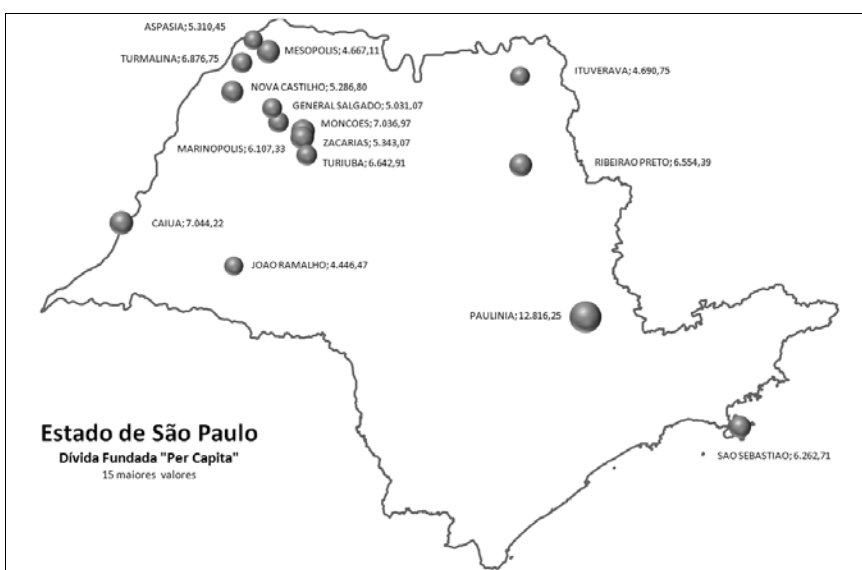 ASPASIA; 5.310,45
MESOPOLIS; 4.667,11
TURMALINA; 6.876,75
ITUVERAVA; 4.690,75
NOVA CASTILHO; 5.286,80
GENERAL SALGADO; 5.031,07
MONCOES; 7.036,97
ZACARIAS; 5.343,07
MARINOPOLIS; 6.107,33
TURIUBA; 6.642,91
RIBEIRAO PRETO; 6.554,39
CAIUA; 7.044,22
JOAO RAMALHO; 4.446,47
PAULINIA; 12.816,25
Estado de São Paulo
Dívida Fundada "Per Capita"
15 maiores valores
SAO SEBASTIAO; 6.262,71